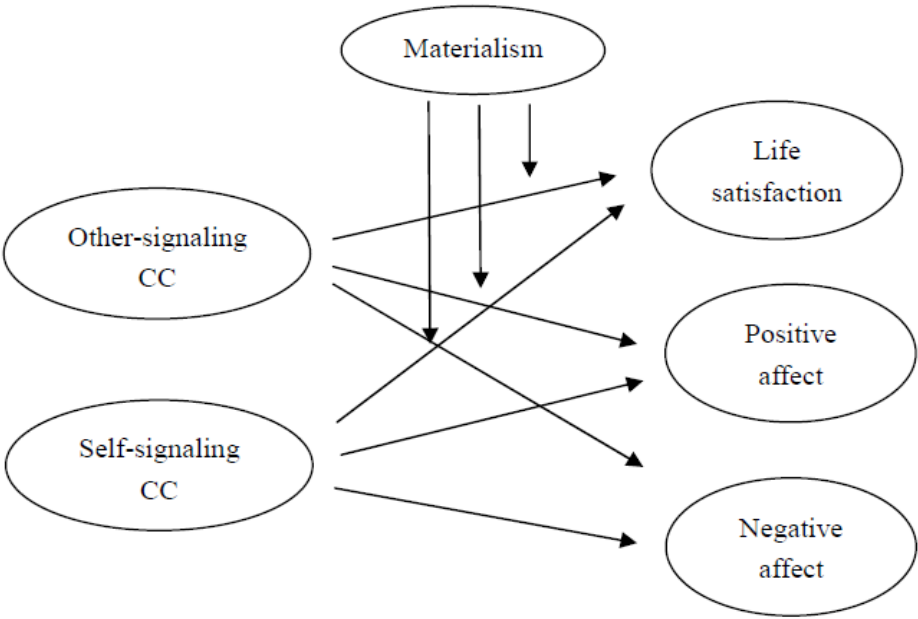 Materialism
Life
satisfaction
Other-signaling
CC
Positive
affect
Self-signaling
CC
Negative
affect